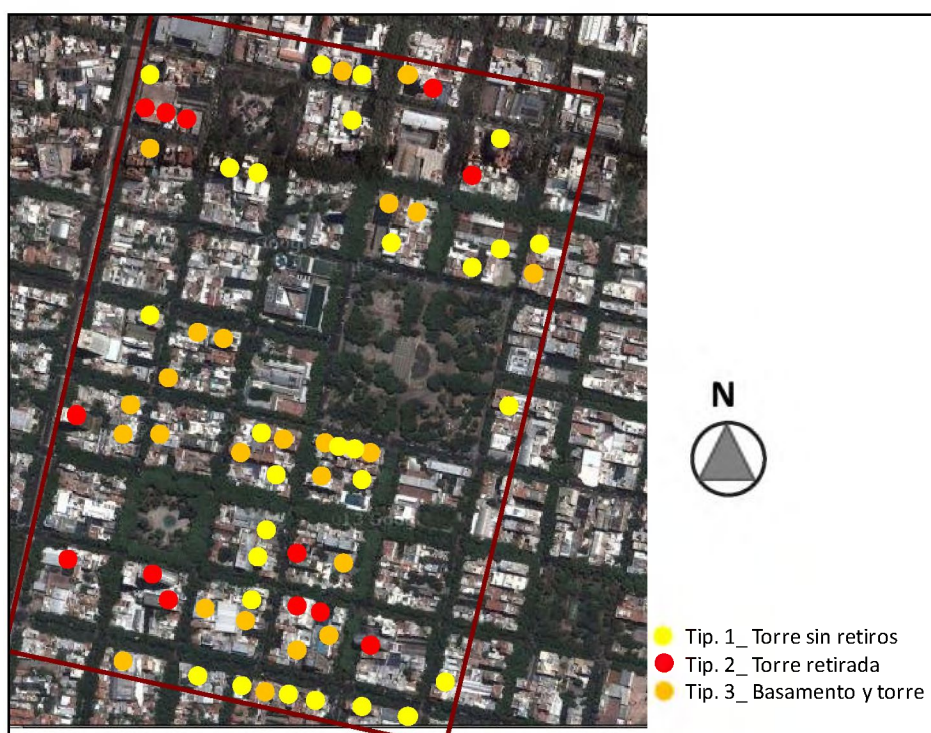 N
Tip. 1_ Torre sin retiros
Tip. 2_ Torre retirada
Tip. 3_ Basamento y torre